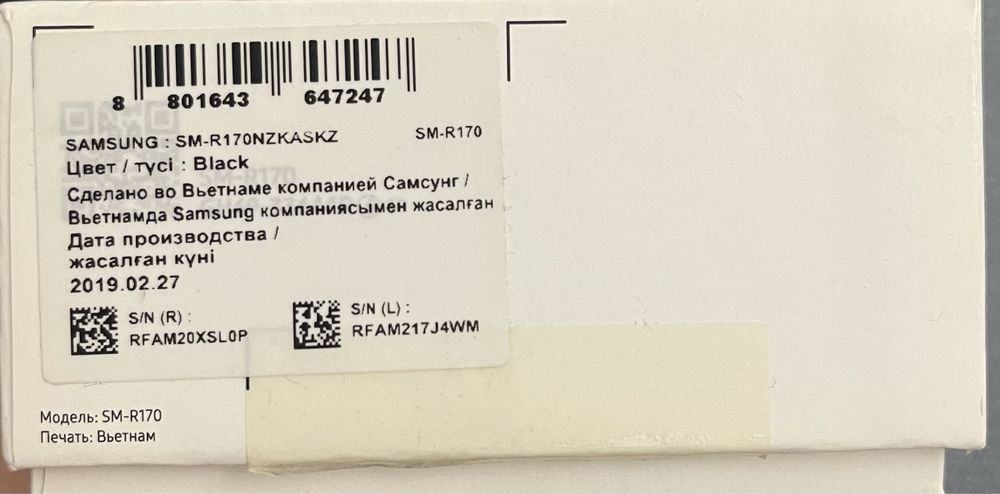 8 801643 647247
SAMSUNG : SM-R170NZKASKZ SM-R170
Цвет / түсі : Black
Сделано во Вьетнаме компанией Самсунг /
Вьетнамда Samsung компаниясымен жасалған
Дата производства /
жасалған күні
2019.02.27
S/N (R) :
RFAM20XSL0P
S/N (L) :
RFAM217J4WM
Модель: SM-R170
Печать: Вьетнам